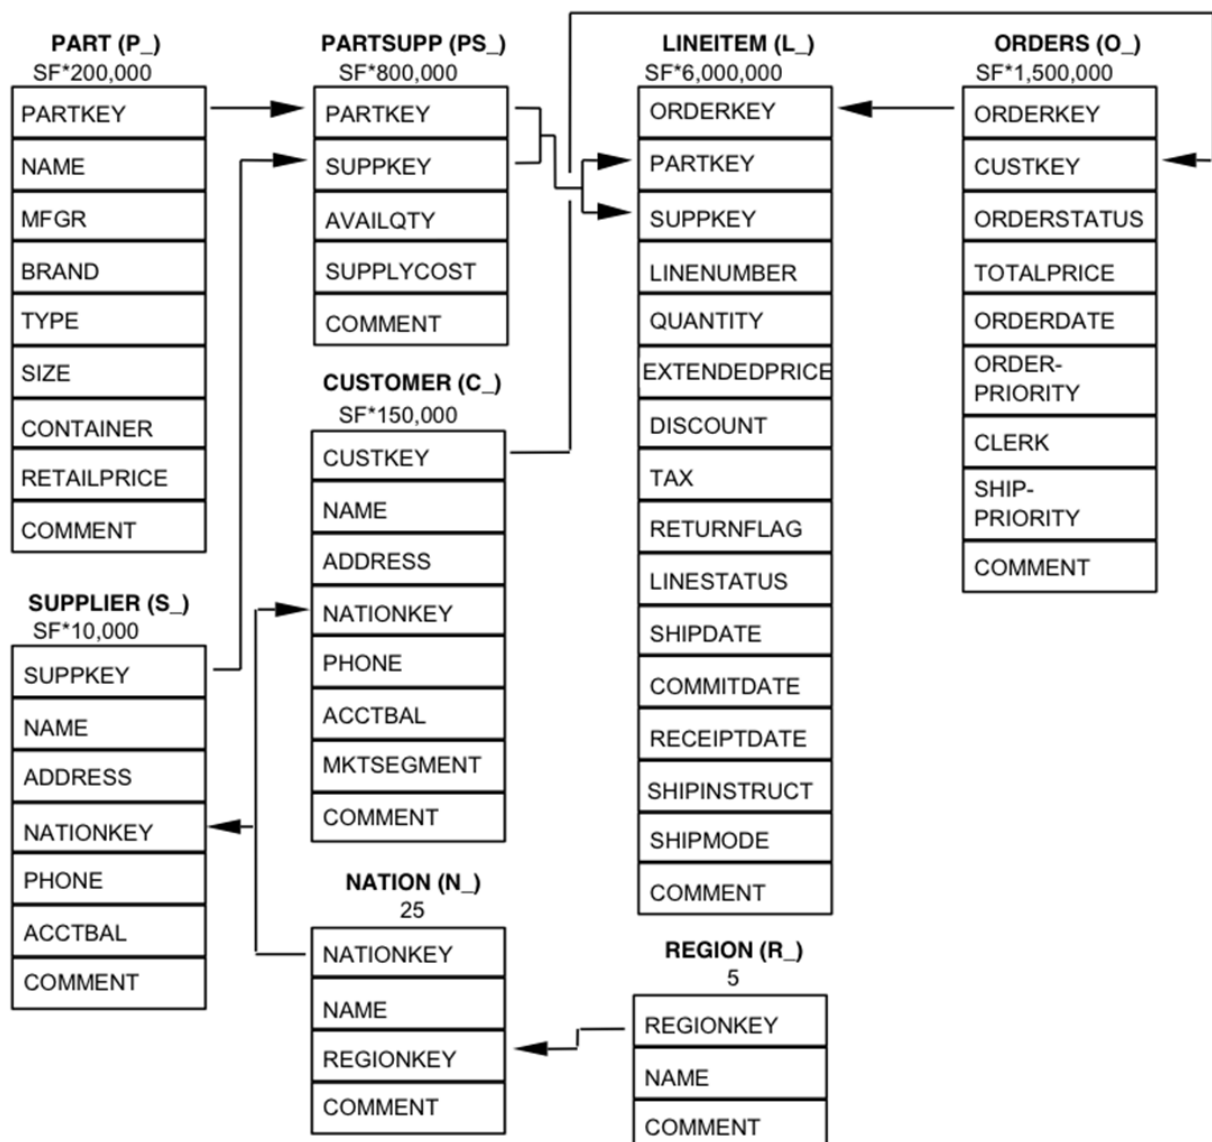 PART (P_)
SF*200,000
PARTKEY
NAME
MFGR
BRAND
TYPE
SIZE
CONTAINER
RETAILPRICE
COMMENT
SUPPLIER (S_)
SF*10,000
SUPPKEY
NAME
ADDRESS
NATIONKEY
PHONE
ACCTBAL
COMMENT
PARTSUPP (PS_)
SF*800,000
PARTKEY
SUPPKEY
AVAILQTY
SUPPLYCOST
COMMENT
CUSTOMER (C_)
SF*150,000
CUSTKEY
NAME
ADDRESS
NATIONKEY
PHONE
ACCTBAL
MKTSEGMENT
COMMENT
NATION (N_)
25
NATIONKEY
NAME
REGIONKEY
COMMENT
LINEITEM (L_)
SF*6,000,000
ORDERKEY
PARTKEY
SUPPKEY
LINENUMBER
QUANTITY
EXTENDEDPRICE
DISCOUNT
TAX
RETURNFLAG
LINESTATUS
SHIPDATE
COMMITDATE
RECEIPTDATE
SHIPINSTRUCT
SHIPMODE
COMMENT
REGION (R_)
5
REGIONKEY
NAME
COMMENT
ORDERS (O_)
SF*1,500,000
ORDERKEY
CUSTKEY
ORDERSTATUS
TOTALPRICE
ORDERDATE
ORDER-
PRIORITY
CLERK
SHIP-
PRIORITY
COMMENT